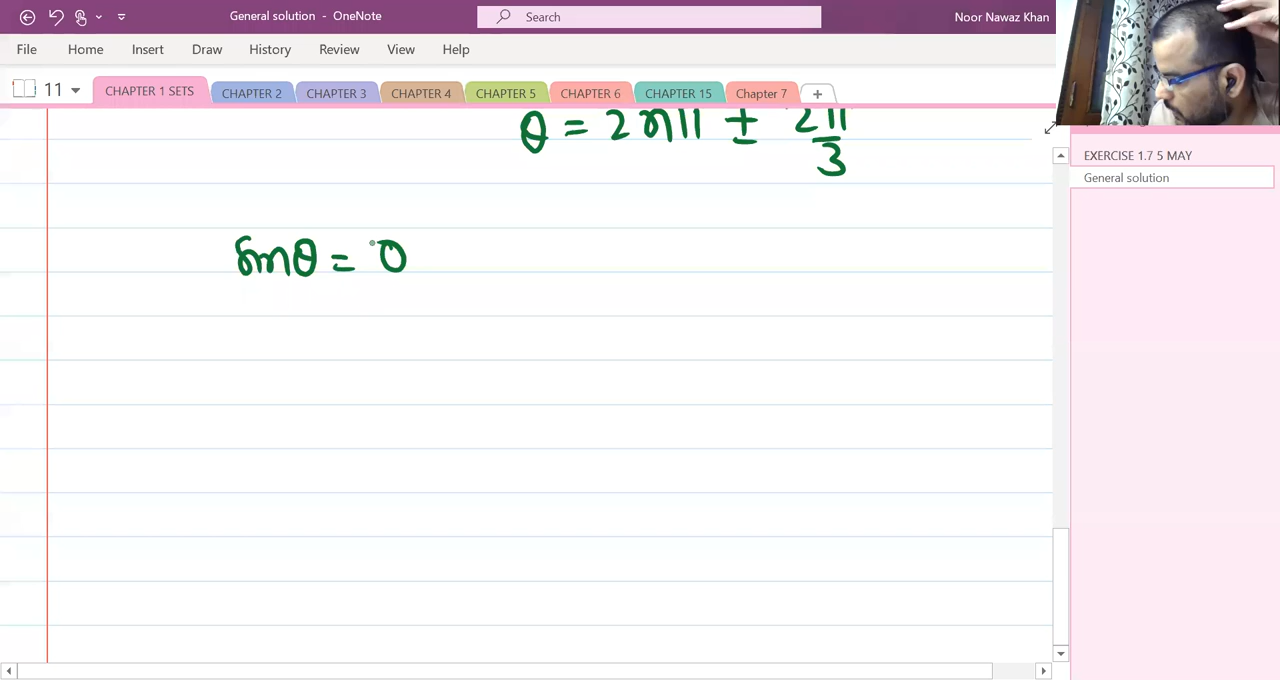 General solution - OneNote
Search
Noor Nawaz Khan
File Home Insert Draw History Review View Help
11
CHAPTER 1 SETS CHAPTER 2 CHAPTER 3 CHAPTER 4 CHAPTER 5 CHAPTER 6 CHAPTER 15 Chapter 7 +
θ = 2nπ ± 2π/3
sinθ = 0
EXERCISE 1.7 5 MAY
General solution